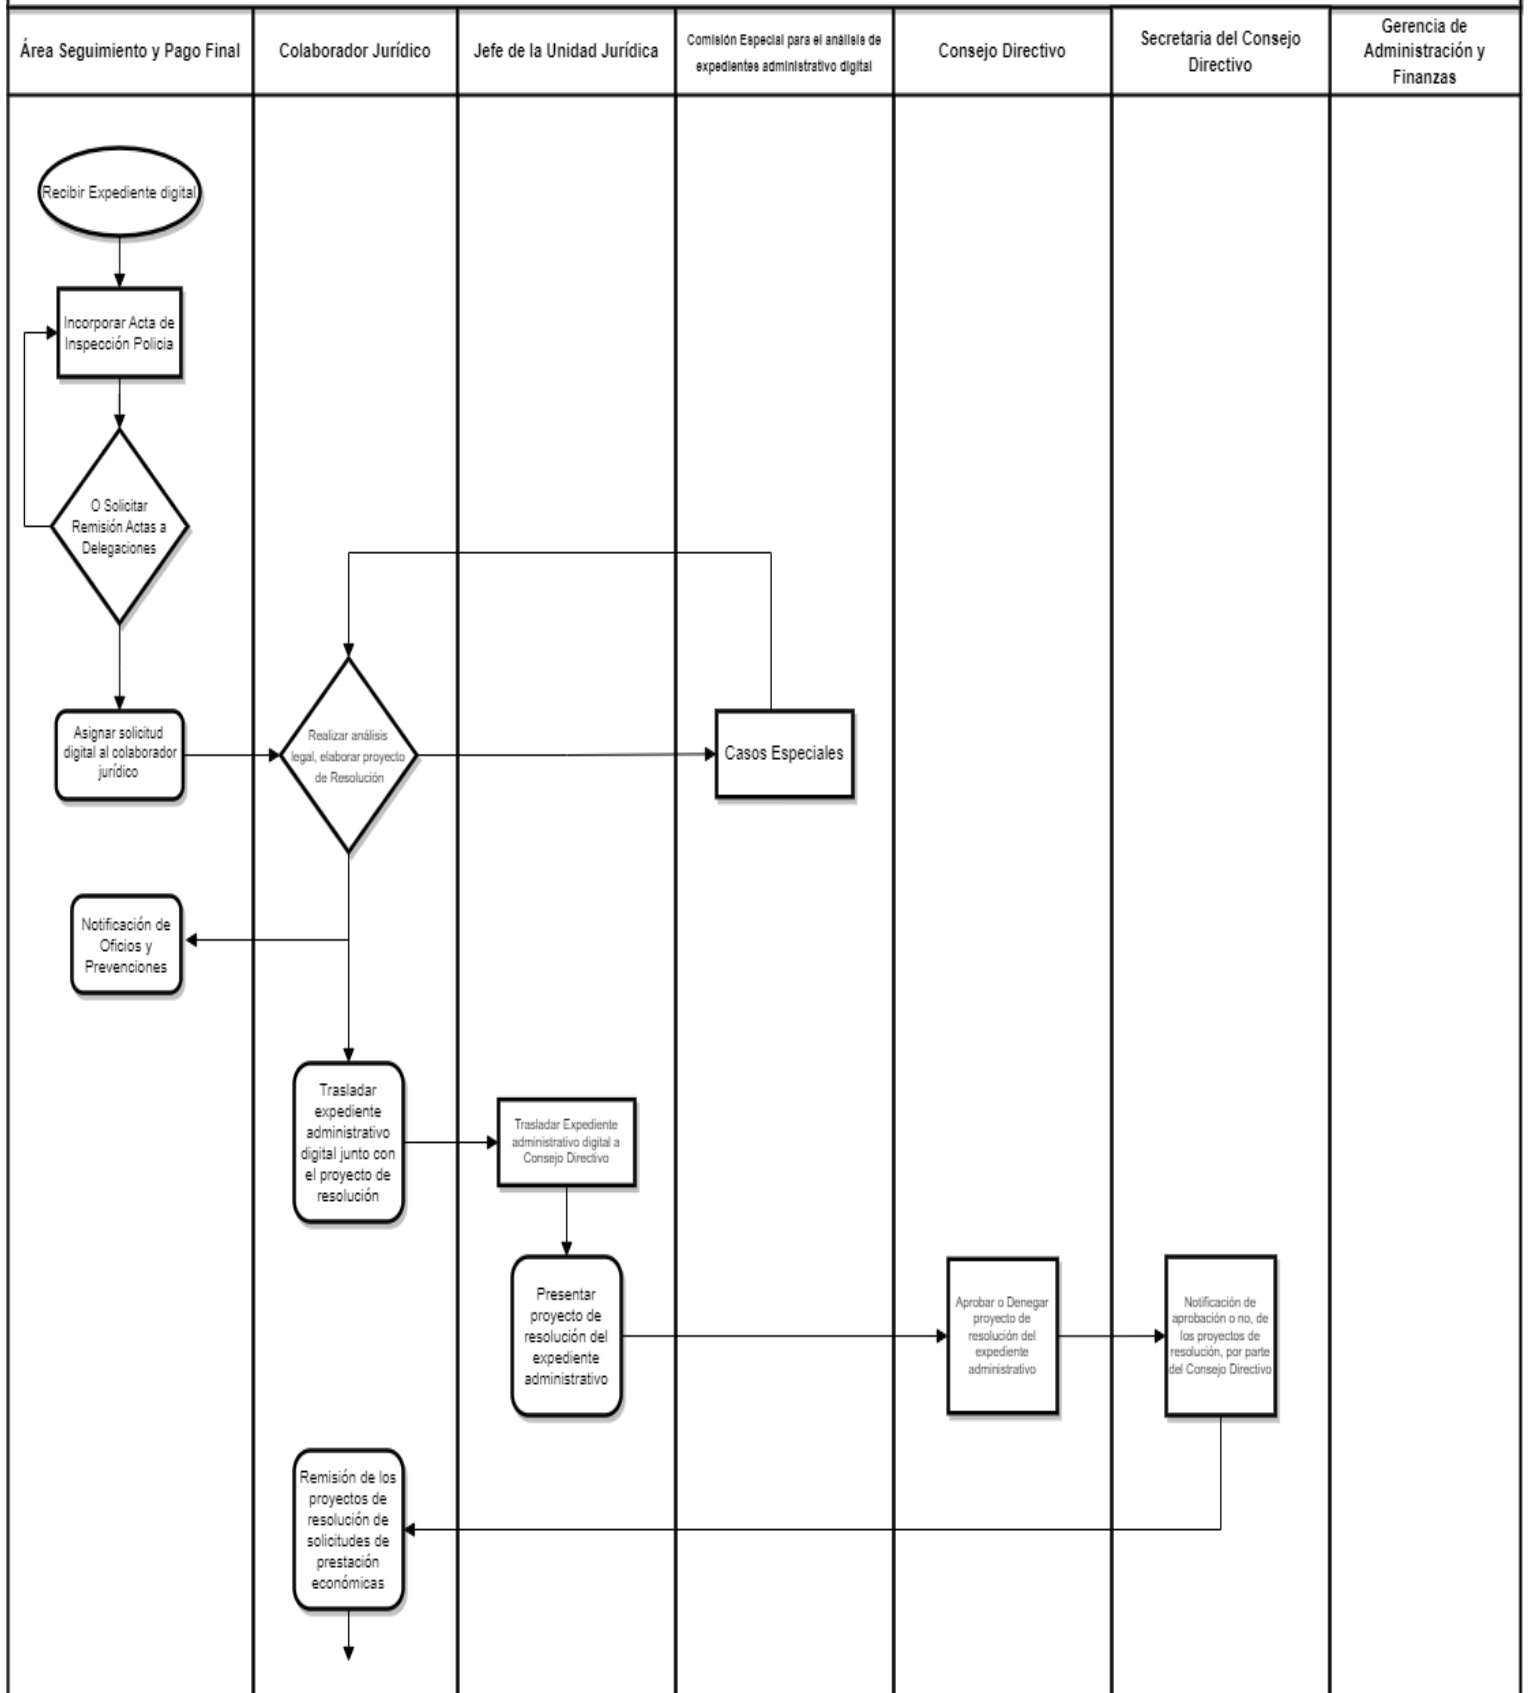 Área Seguimiento y Pago Final
Colaborador Jurídico
Jefe de la Unidad Jurídica
Comisión Especial para el análisis de
expedientes administrativo digital
Consejo Directivo
Secretaria del Consejo
Directivo
Gerencia de
Administración y
Finanzas
Recibir Expediente digital
Incorporar Acta de
Inspección Policia
O Solicitar
Remisión Actas a
Delegaciones
Asignar solicitud
digital al colaborador
jurídico
Realizar análisis
legal, elaborar proyecto
de Resolución
Casos Especiales
Notificación de
Oficios y
Prevenciones
Trasladar
expediente
administrativo
digital junto con
el proyecto de
resolución
Trasladar Expediente
administrativo digital a
Consejo Directivo
Presentar
proyecto de
resolución del
expediente
administrativo
Aprobar o Denegar
proyecto de
resolución del
expediente
administrativo
Notificación de
aprobación o no, de
los proyectos de
resolución, por parte
del Consejo Directivo
Remisión de los
proyectos de
resolución de
solicitudes de
prestación
económicas